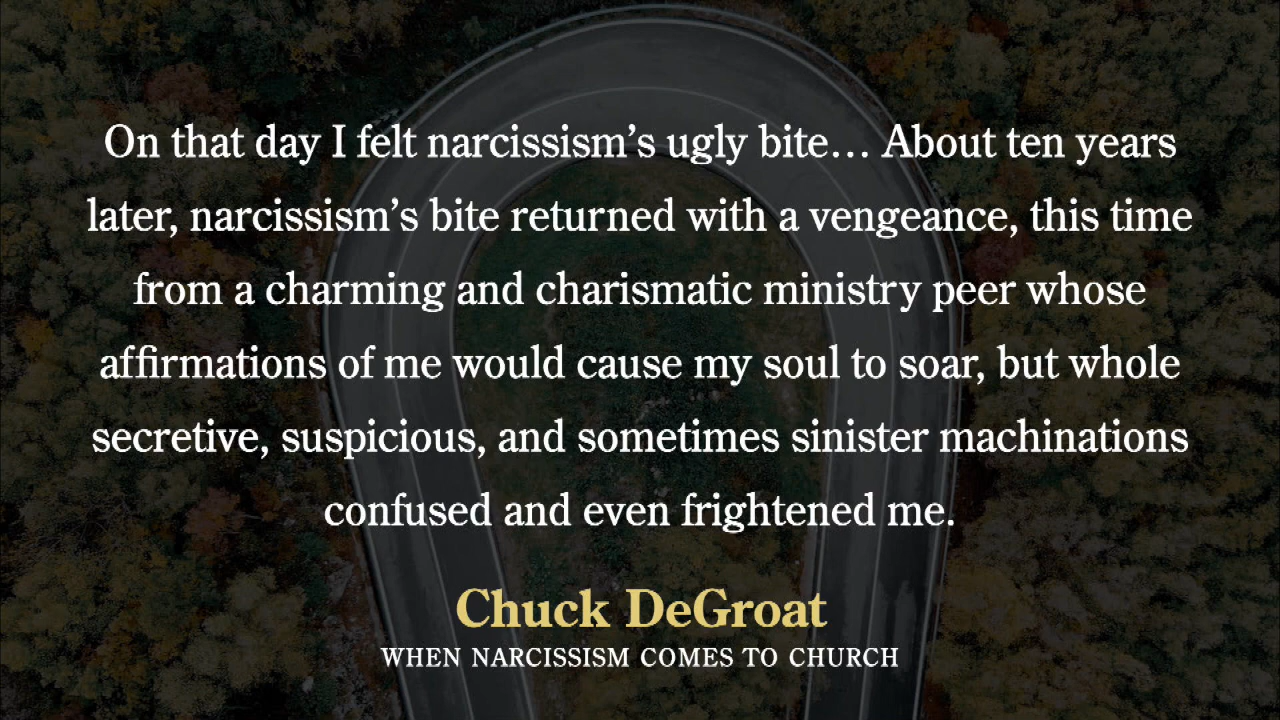 On that day I felt narcissism’s ugly bite… About ten years
later, narcissism’s bite returned with a vengeance, this time
from a charming and charismatic ministry peer whose
affirmations of me would cause my soul to soar, but whole
secretive, suspicious, and sometimes sinister machinations
confused and even frightened me.
Chuck DeGroat
WHEN NARCISSISM COMES TO CHURCH